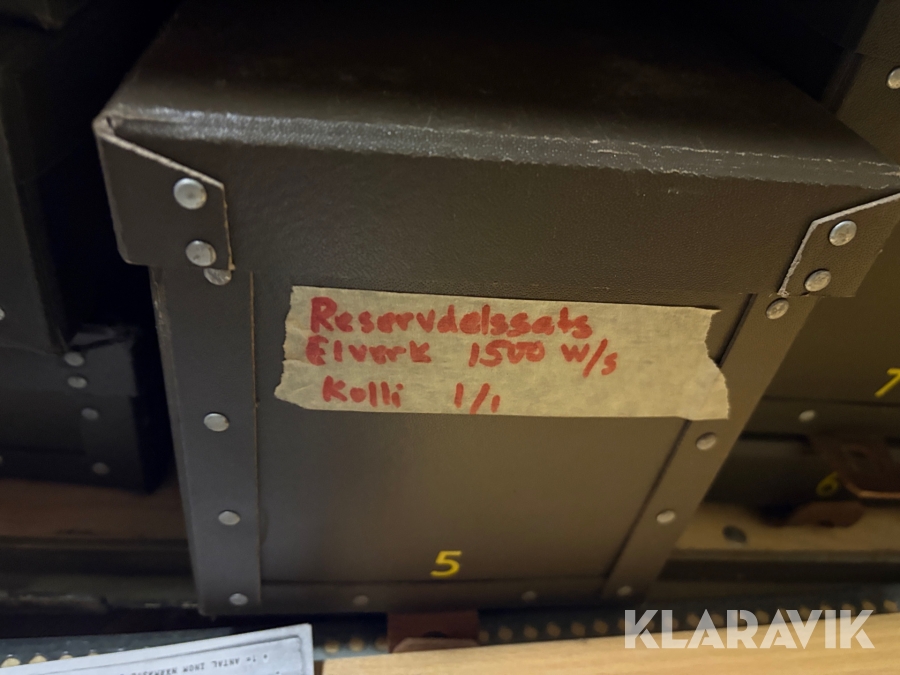 Reservdelssats
Elverk 1500 w/s
Kolli 1/1
5
7
6
KLARAVIK